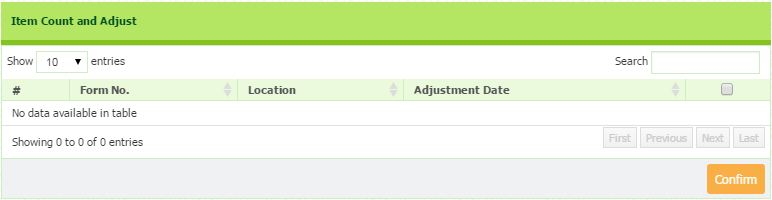 Item Count and Adjust
Show 10 entries Search
# Form No. Location Adjustment Date
No data available in table
Showing 0 to 0 of 0 entries First Previous Next Last
Confirm